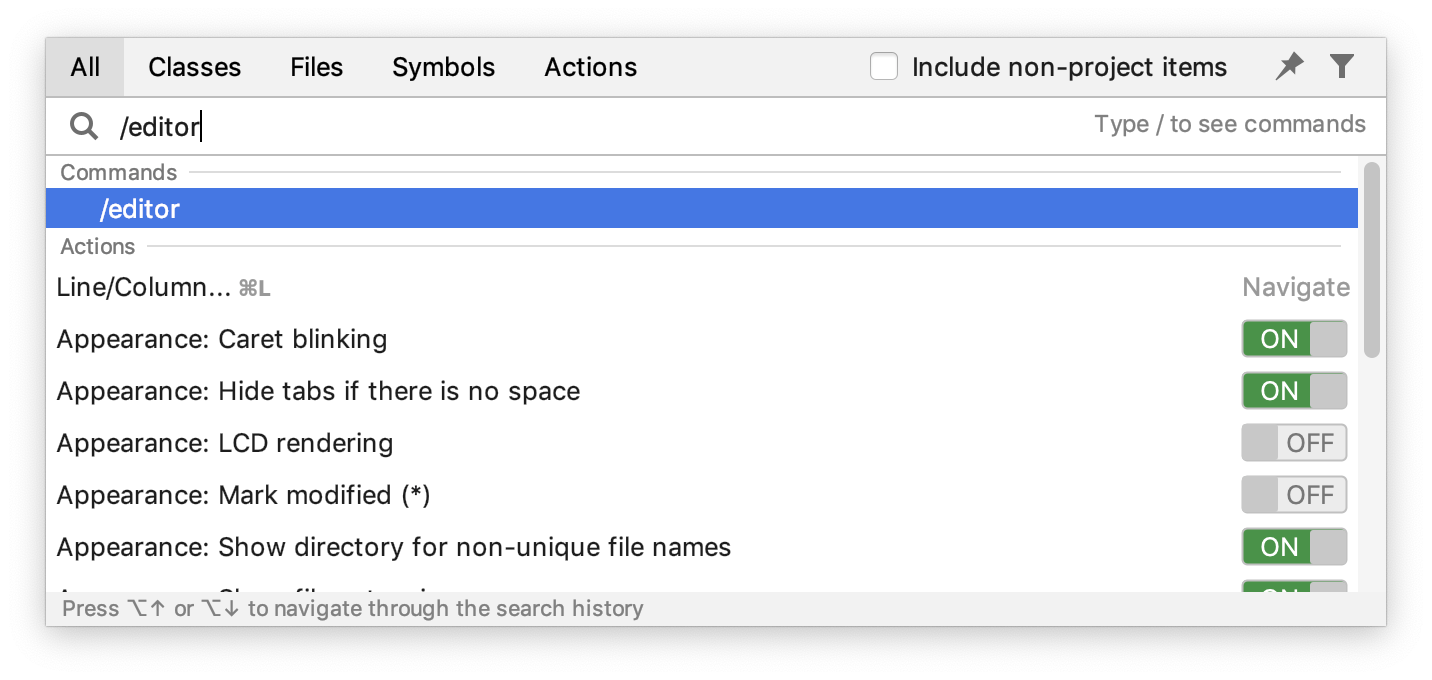 All Classes Files Symbols Actions Include non-project items
/editor Type / to see commands
Commands
/editor
Actions
Line/Column... ⌘L Navigate
Appearance: Caret blinking ON
Appearance: Hide tabs if there is no space ON
Appearance: LCD rendering OFF
Appearance: Mark modified (*) OFF
Appearance: Show directory for non-unique file names ON
Press ⌥↑ or ⌥↓ to navigate through the search history